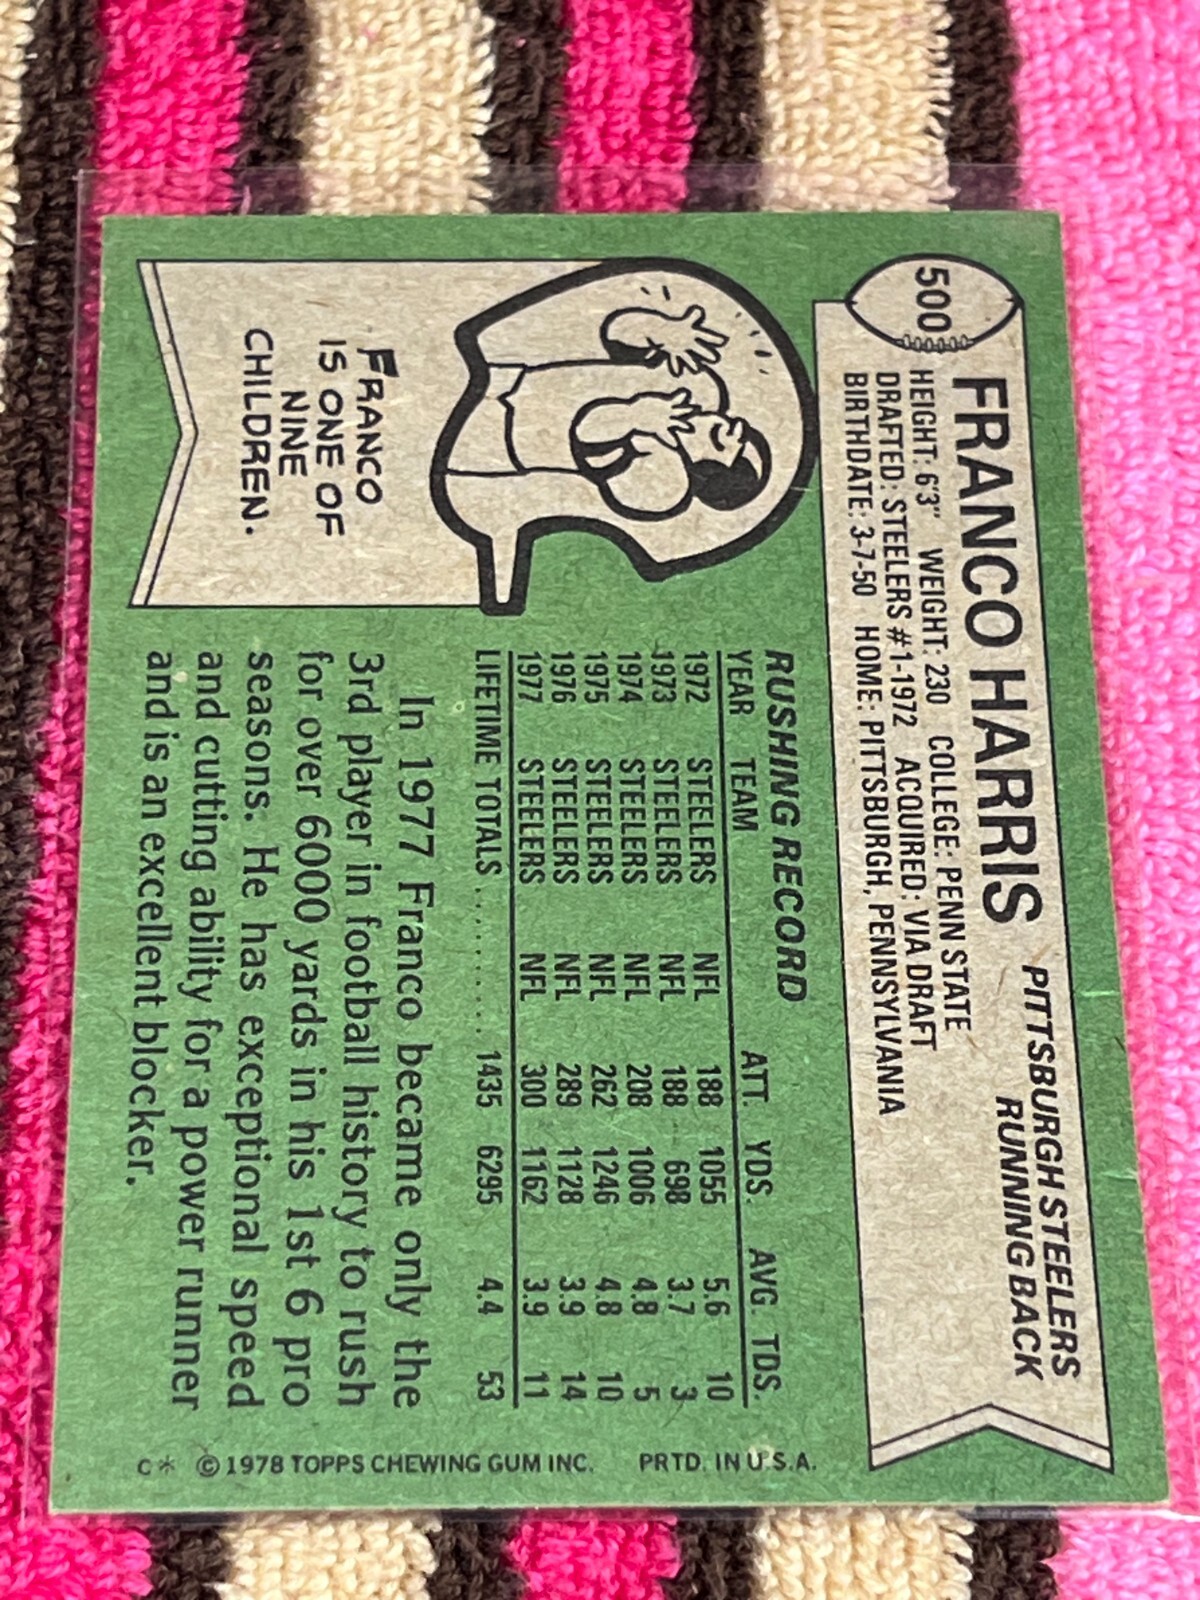 500
FRANCO HARRIS
PITTSBURGH STEELERS
RUNNING BACK
HEIGHT: 6'3" WEIGHT: 230 COLLEGE: PENN STATE
DRAFTED: STEELERS #1-1972 ACQUIRED: VIA DRAFT
BIRTHDATE: 3-7-50 HOME: PITTSBURGH, PENNSYLVANIA
FRANCO
IS ONE OF
NINE
CHILDREN.
RUSHING RECORD
YEAR TEAM ATT. YDS. AVG. TDS.
1972 STEELERS NFL 188 1055 5.6 10
1973 STEELERS NFL 188 698 3.7 3
1974 STEELERS NFL 208 1006 4.8 5
1975 STEELERS NFL 262 1246 4.8 10
1976 STEELERS NFL 289 1128 3.9 14
1977 STEELERS NFL 300 1162 3.9 11
LIFETIME TOTALS .......... 1435 6295 4.4 53
In 1977 Franco became only the
3rd player in football history to rush
for over 6000 yards in his 1st 6 pro
seasons. He has exceptional speed
and cutting ability for a power runner
and is an excellent blocker.
C* © 1978 TOPPS CHEWING GUM INC. PRTD. IN U.S.A.